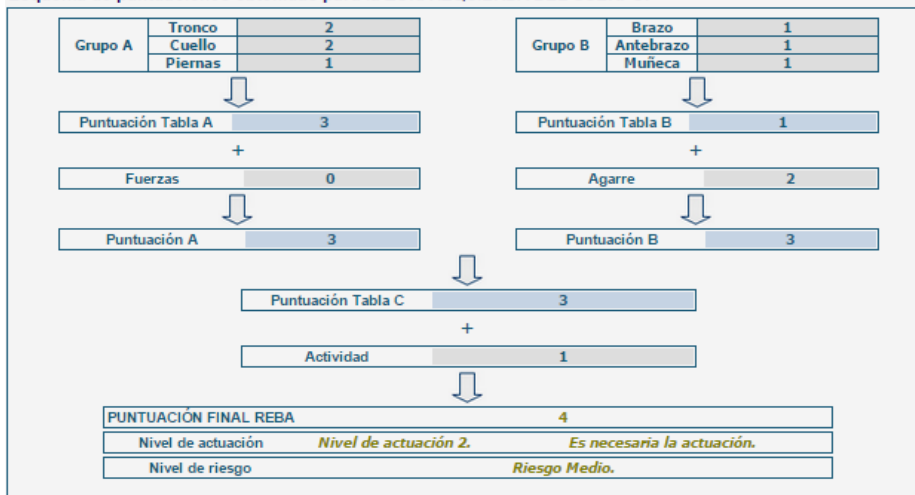 Grupo A
Tronco 2
Cuello 2
Piernas 1
Grupo B
Brazo 1
Antebrazo 1
Muñeca 1
Puntuación Tabla A 3
Puntuación Tabla B 1
+ +
Fuerzas 0
Agarre 2
Puntuación A 3
Puntuación B 3
Puntuación Tabla C 3
+
Actividad 1
PUNTUACIÓN FINAL REBA 4
Nivel de actuación Nivel de actuación 2. Es necesaria la actuación.
Nivel de riesgo Riesgo Medio.